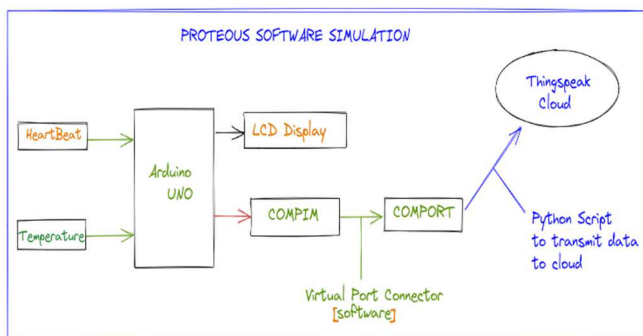 PROTEOUS SOFTWARE SIMULATION
Thingspeak
Cloud
HeartBeat
LCD Display
Arduino
UNO
COMPIM
COMPORT
Temperature
Python Script
to transmit data
to cloud
Virtual Port Connector
[software]